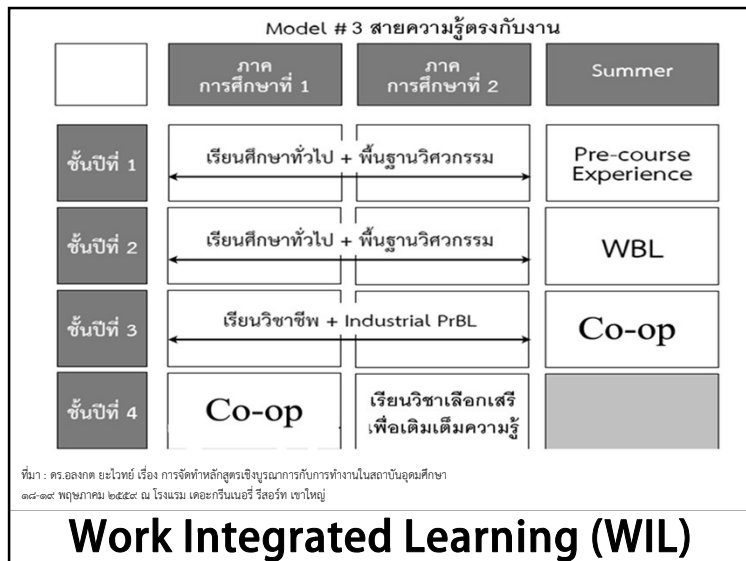 Model # 3 สายความรู้ตรงกับงาน
ภาค
การศึกษาที่ 1
ภาค
การศึกษาที่ 2
Summer
ชั้นปีที่ 1
เรียนศึกษาทั่วไป + พื้นฐานวิศวกรรม
Pre-course
Experience
ชั้นปีที่ 2
เรียนศึกษาทั่วไป + พื้นฐานวิศวกรรม
WBL
ชั้นปีที่ 3
เรียนวิชาชีพ + Industrial PrBL
Co-op
ชั้นปีที่ 4
Co-op
เรียนวิชาเลือกเสรี
เพื่อเติมเต็มความรู้
ที่มา : ดร.อลงกต ยะไวทย์ เรื่อง การจัดทำหลักสูตรเชิงบูรณาการกับการทำงานในสถาบันอุดมศึกษา
๑๘-๑๙ พฤษภาคม ๒๕๕๙ ณ โรงแรม เดอะกรีนเนอรี่ รีสอร์ท เขาใหญ่
Work Integrated Learning (WIL)